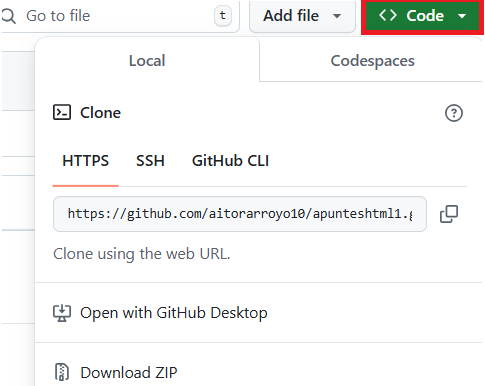 Go to file t Add file <> Code
Local Codespaces
Clone
HTTPS SSH GitHub CLI
https://github.com/aitorarroyo10/apunteshtml1.g
Clone using the web URL.
Open with GitHub Desktop
Download ZIP